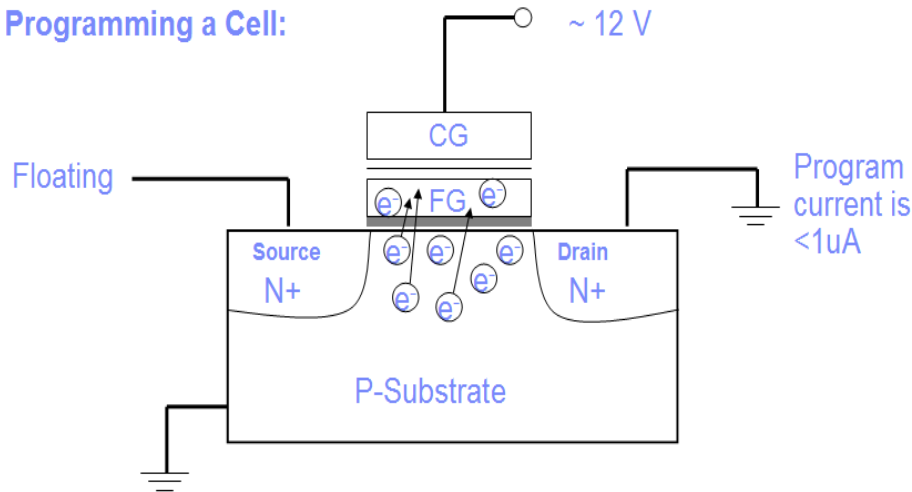 Programming a Cell:
~ 12 V
CG
Floating
FG
e⁻
e⁻
Program
current is
<1uA
Source
N+
e⁻
e⁻
e⁻
e⁻
e⁻
e⁻
Drain
N+
P-Substrate